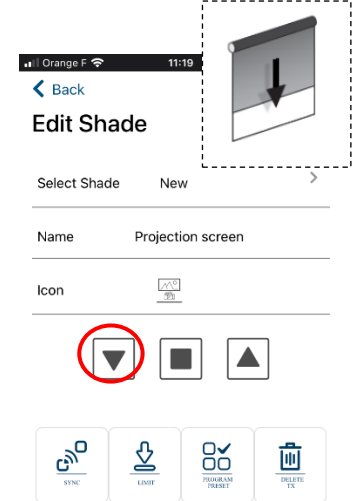 Orange F 11:19
Back
Edit Shade
Select Shade New
Name Projection screen
Icon
SYNC LIMIT PROGRAM PRESET DELETE TX